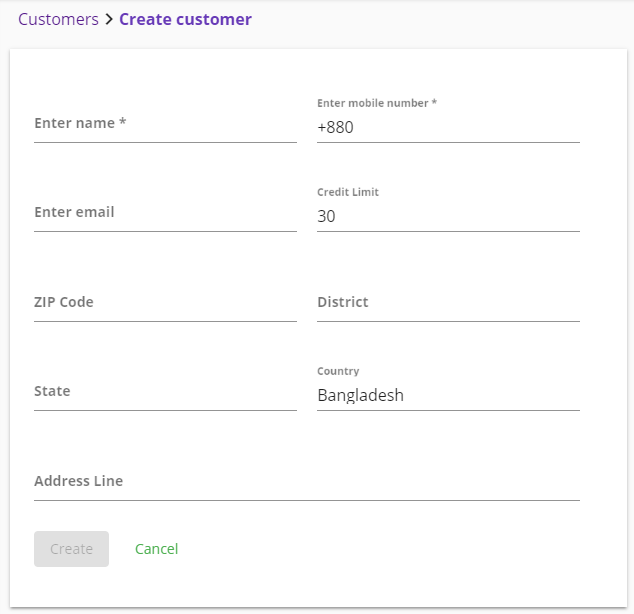 Customers > Create customer
Enter name *
Enter mobile number *
+880
Enter email
Credit Limit
30
ZIP Code
District
State
Country
Bangladesh
Address Line
Create
Cancel